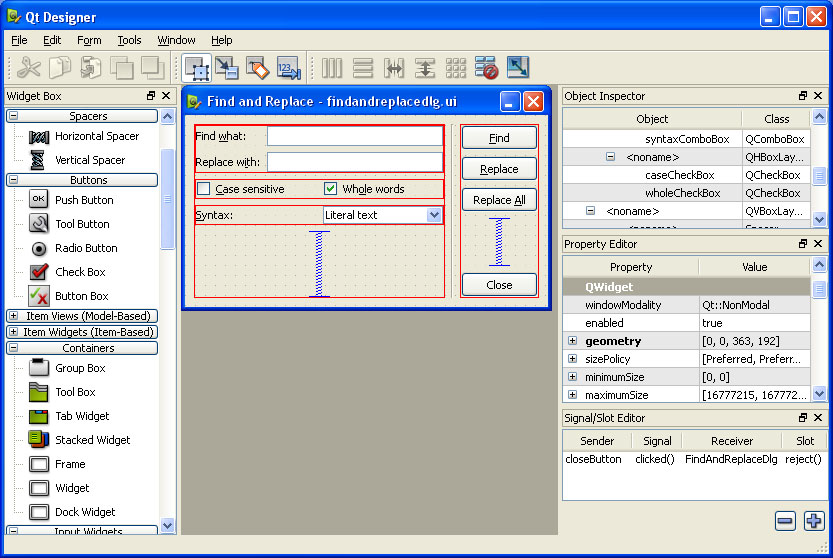 Qt Designer
File Edit Form Tools Window Help
123
Widget Box
Spacers
Horizontal Spacer
Vertical Spacer
Buttons
OK Push Button
Tool Button
Radio Button
Check Box
Button Box
Item Views (Model-Based)
Item Widgets (Item-Based)
Containers
Group Box
Tool Box
Tab Widget
Stacked Widget
Frame
Widget
Dock Widget
Input Widgets
Find and Replace - findandreplacedlg.ui
Find what:
Replace with:
Case sensitive Whole words
Syntax: Literal text
Find
Replace
Replace All
Close
Object Inspector
Object Class
syntaxComboBox QComboBox
<noname> QHBoxLay...
caseCheckBox QCheckBox
wholeCheckBox QCheckBox
<noname> QVBoxLay...
<noname> Spacer
Property Editor
Property Value
QWidget
windowModality Qt::NonModal
enabled true
geometry [0, 0, 363, 192]
sizePolicy [Preferred, Preferr...
minimumSize [0, 0]
maximumSize [16777215, 167772...
Signal/Slot Editor
Sender Signal Receiver Slot
closeButton clicked() FindAndReplaceDlg reject()